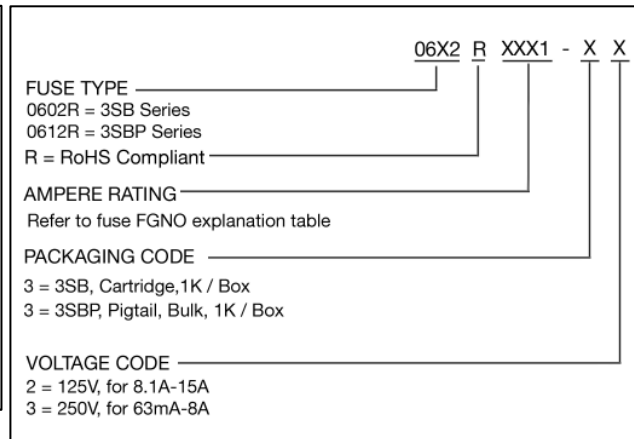 06X2 R XXX1 - X X
FUSE TYPE
0602R = 3SB Series
0612R = 3SBP Series
R = RoHS Compliant
AMPERE RATING
Refer to fuse FGNO explanation table
PACKAGING CODE
3 = 3SB, Cartridge,1K / Box
3 = 3SBP, Pigtail, Bulk, 1K / Box
VOLTAGE CODE
2 = 125V, for 8.1A-15A
3 = 250V, for 63mA-8A